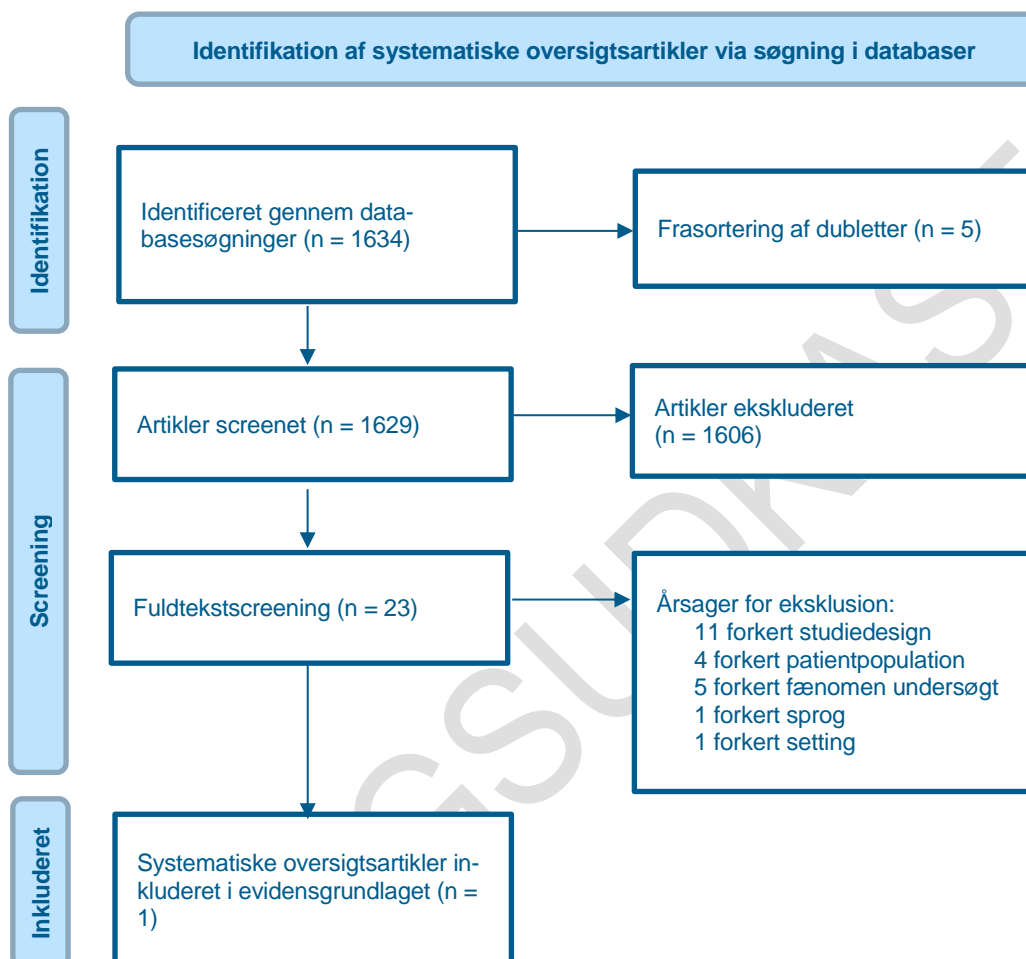 Identifikation af systematiske oversigtsartikler via søgning i databaser
Identifikation
Identificeret gennem data-
basesøgninger (n = 1634)
Frasortering af dubletter (n = 5)
Screening
Artikler screenet (n = 1629)
Artikler ekskluderet
(n = 1606)
Fuldtekstscreening (n = 23)
Årsager for eksklusion:
11 forkert studiedesign
4 forkert patientpopulation
5 forkert fænomen undersøgt
1 forkert sprog
1 forkert setting
Inkluderet
Systematiske oversigtsartikler in-
kluderet i evidensgrundlaget (n =
1)
GSUDKAS